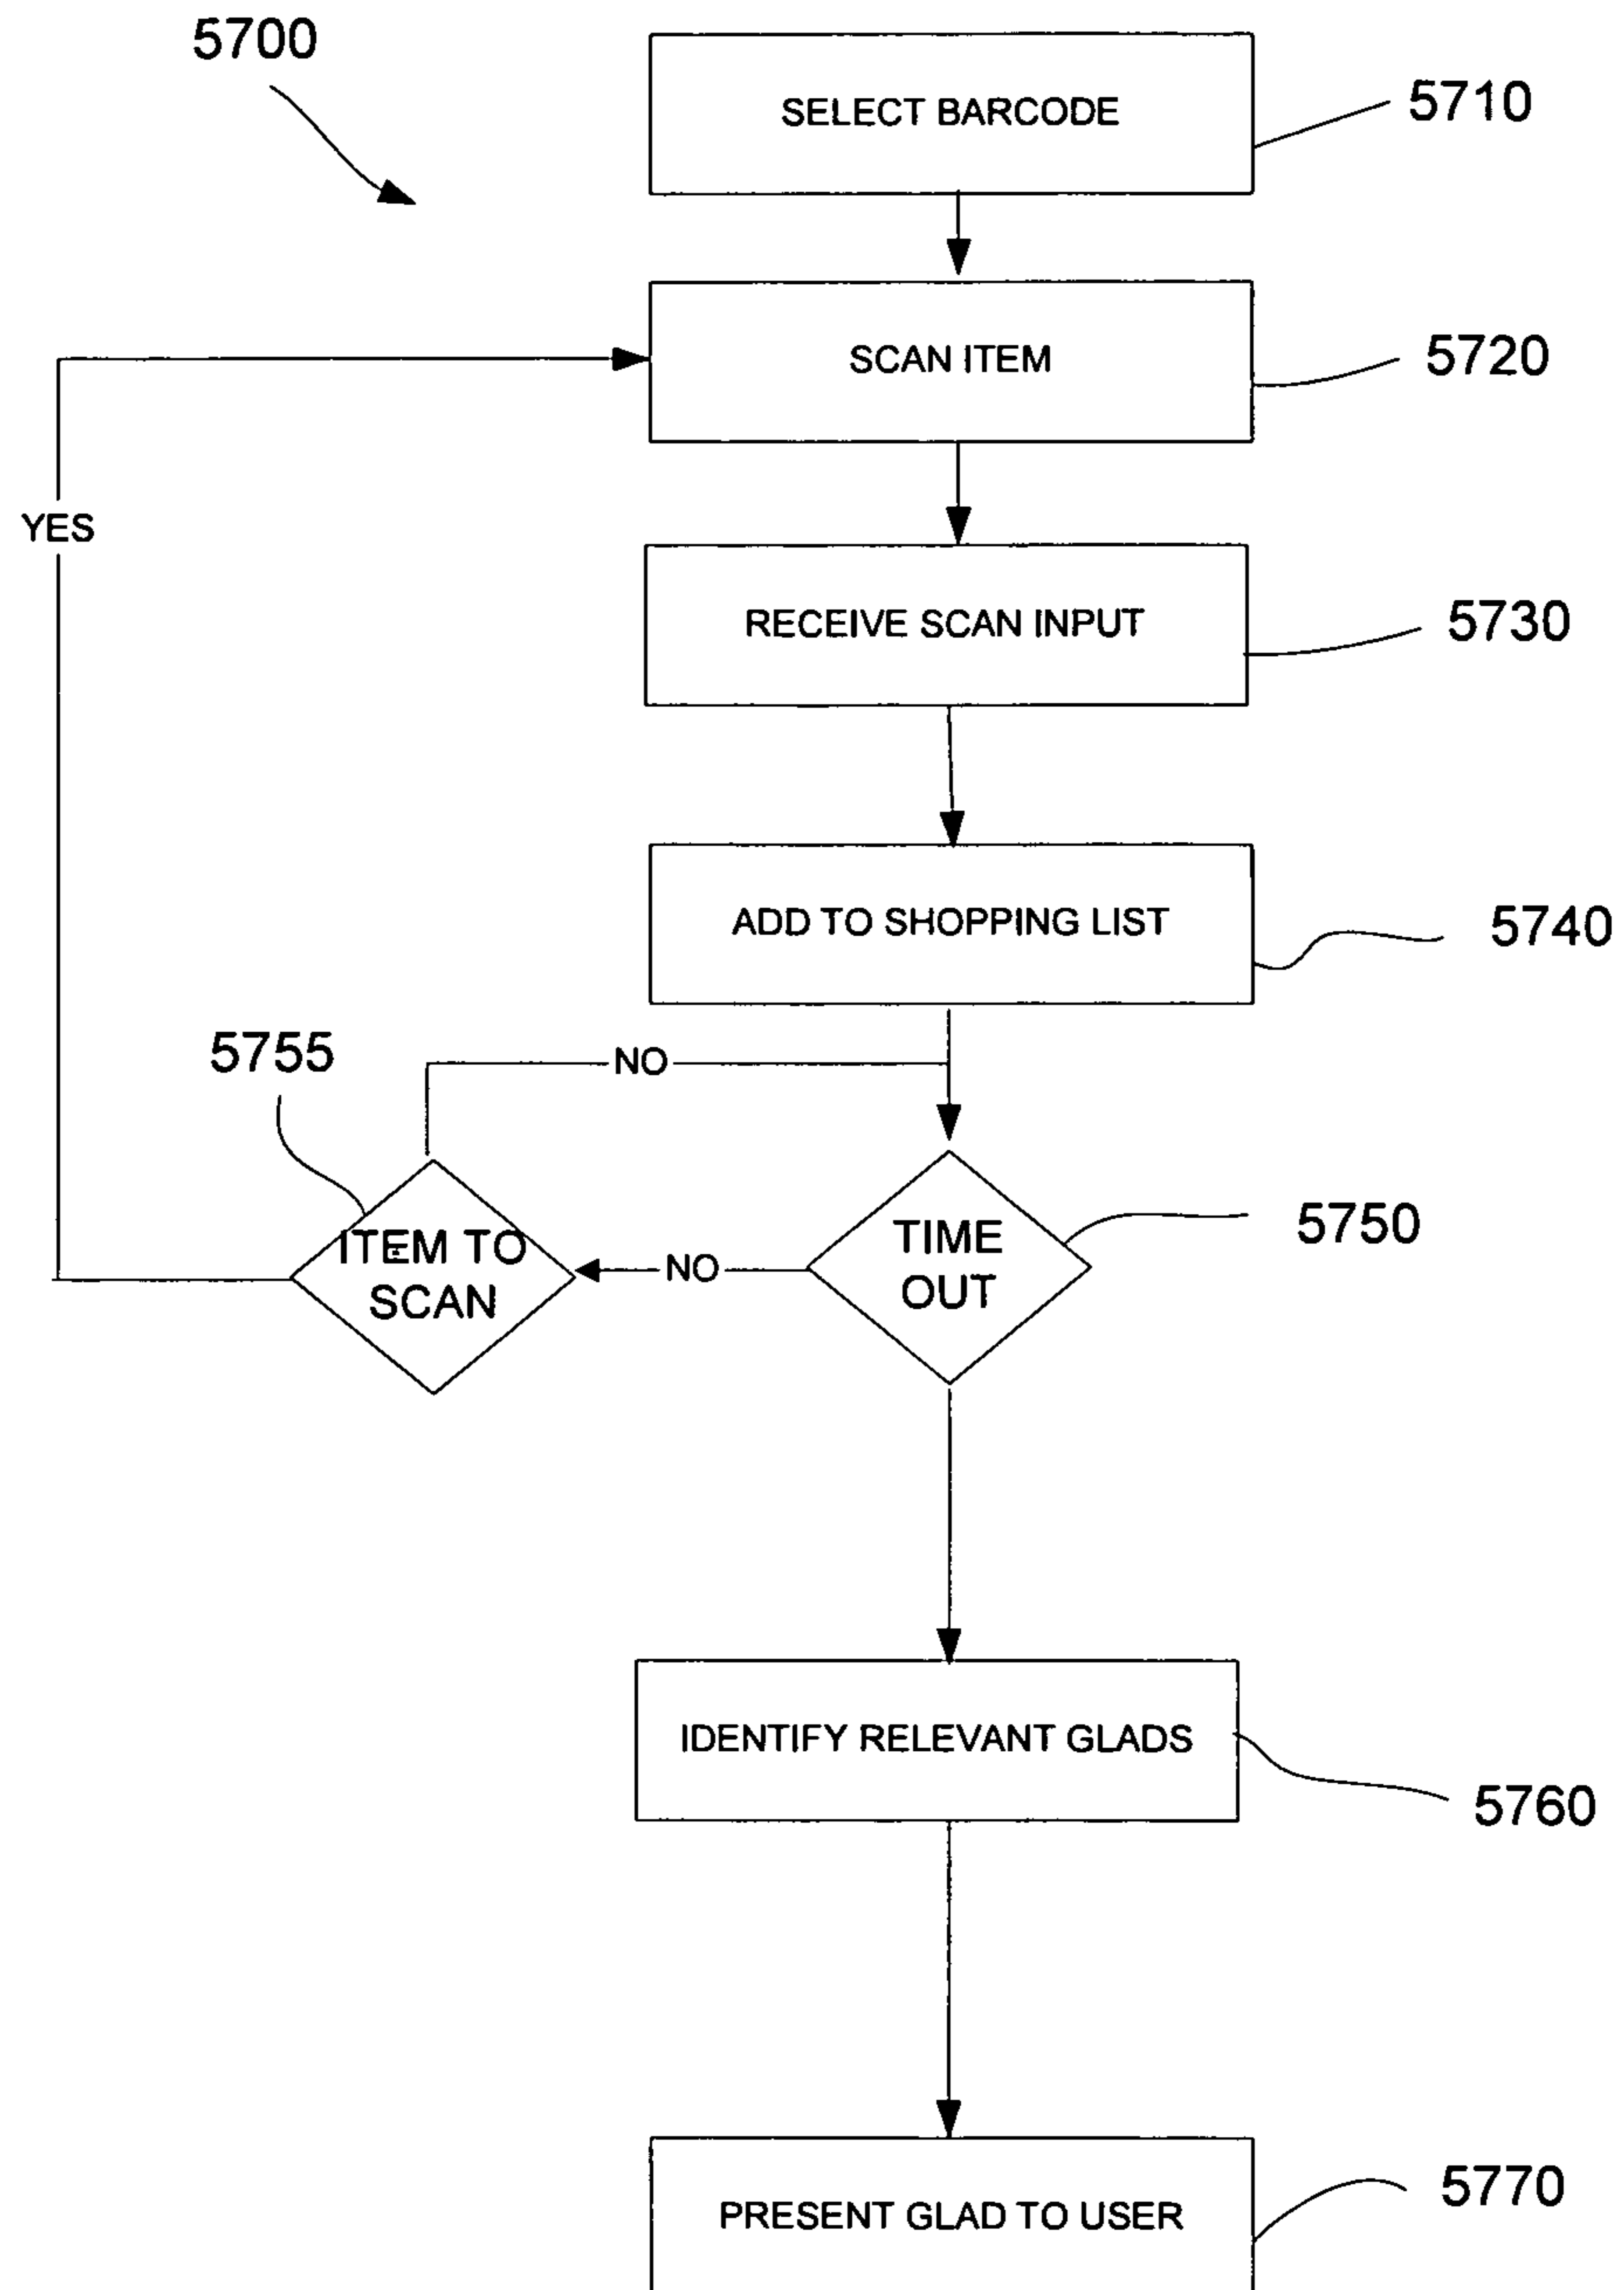 5700
SELECT BARCODE
5710
SCAN ITEM
5720
YES
RECEIVE SCAN INPUT
5730
ADD TO SHOPPING LIST
5740
5755
NO
ITEM TO
SCAN
NO
TIME
OUT
5750
IDENTIFY RELEVANT GLADS
5760
PRESENT GLAD TO USER
5770